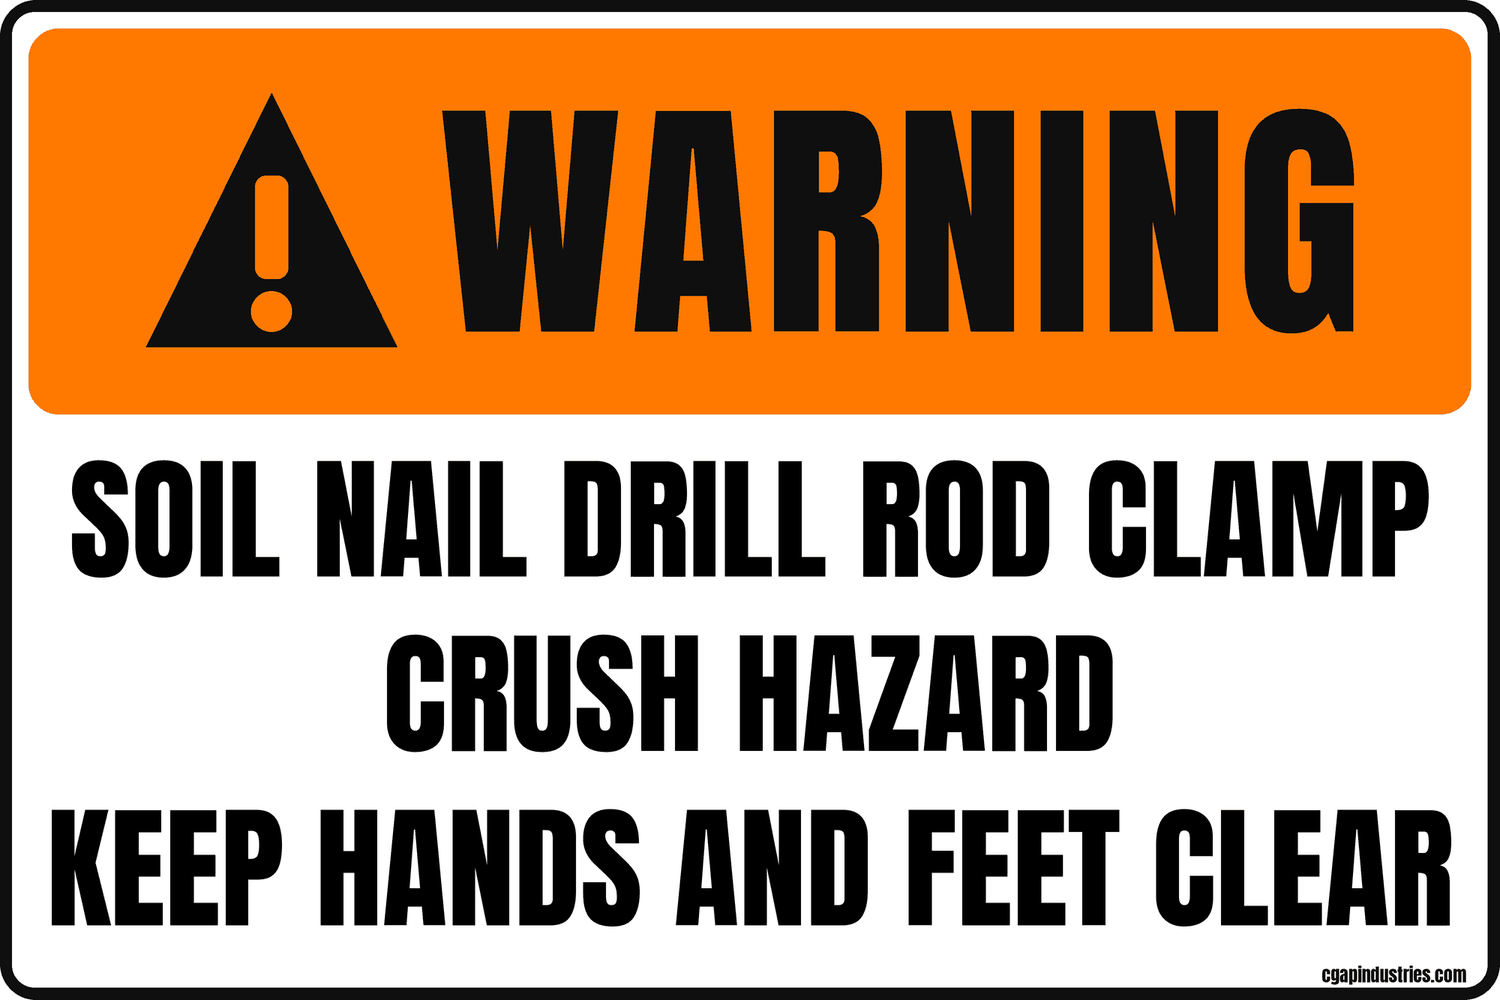 WARNING
SOIL NAIL DRILL ROD CLAMP
CRUSH HAZARD
KEEP HANDS AND FEET CLEAR
cgapindustries.com